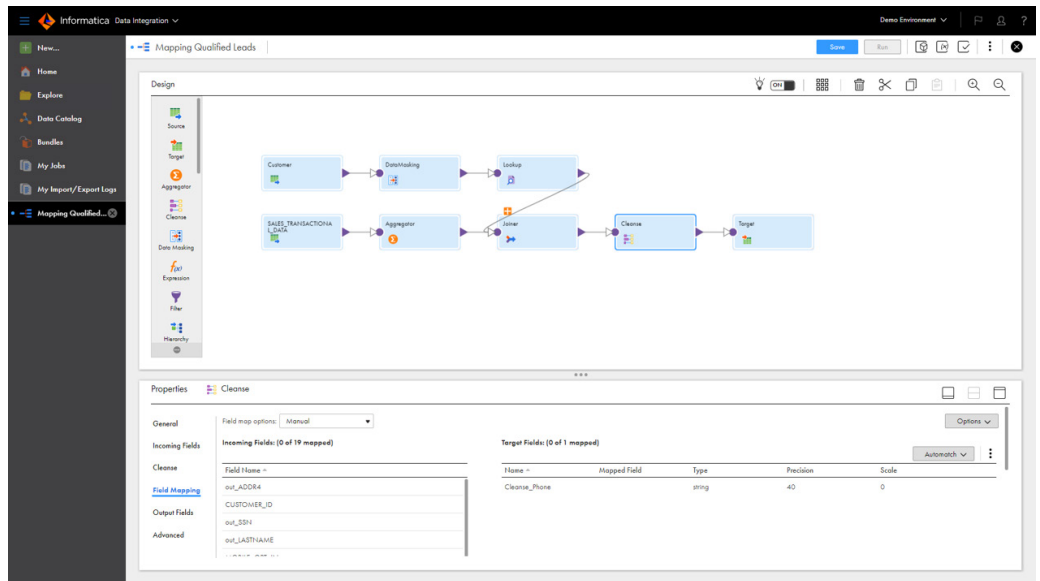 Informatica Data Integration
Demo Environment
?
New...
Home
Explore
Data Catalog
Bundles
My Jobs
My Import/Export Logs
Mapping Qualified...
Mapping Qualified Leads
Save
Run
Design
ON
Source
Target
Aggregator
Cleanse
Data Masking
f(x)
Expression
Filter
Hierarchy
Customer
DataMasking
Lookup
SALES_TRANSACTIONA
L_DATA
Aggregator
Joiner
Cleanse
Target
Properties
Cleanse
General
Incoming Fields
Cleanse
Field Mapping
Output Fields
Advanced
Field map options: Manual
Options
Incoming Fields: (0 of 19 mapped)
Target Fields: (0 of 1 mapped)
Automatch
Field Name
Name Mapped Field Type Precision Scale
out_ADDR4
Cleanse_Phone string 40 0
CUSTOMER_ID
out_SSN
out_LASTNAME